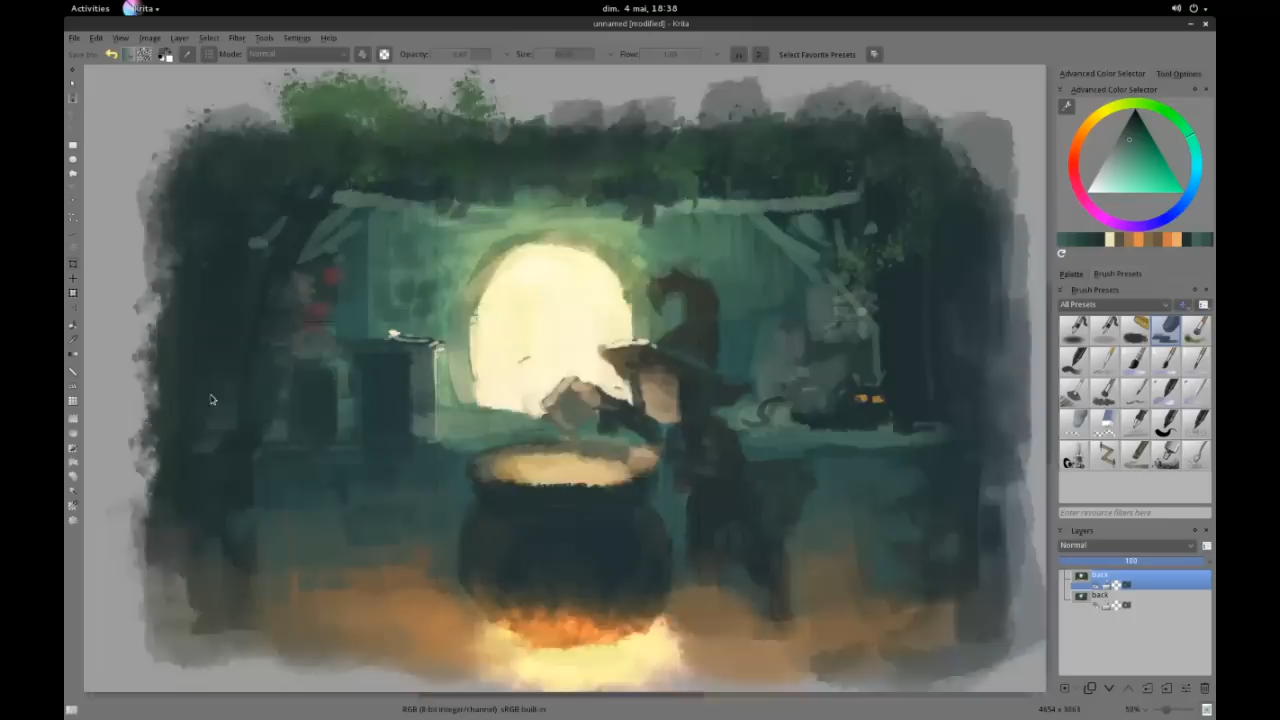 Activities Krita dim. 4 mai, 18:38
unnamed [modified] - Krita
File Edit View Image Layer Select Filter Tools Settings Help
Mode: Normal Opacity: Size: Flow: 1.00 Select Favorite Presets
Advanced Color Selector Tool Options
Advanced Color Selector
Palette Brush Presets
Brush Presets
All Presets
Enter resource filters here
Layers
Normal
100
back
back
RGB (8-bit integer/channel) sRGB built-in 4654 x 3063 50%